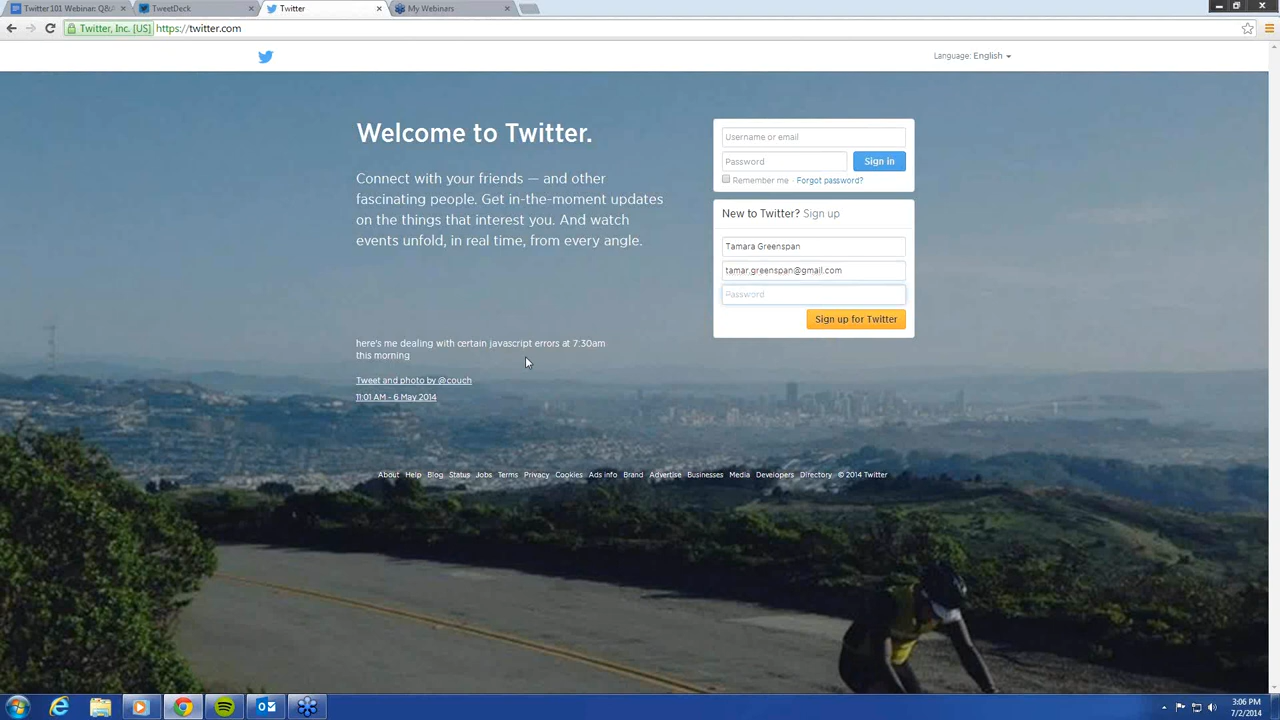 Twitter 101 Webinar: Q&A
TweetDeck
Twitter
My Webinars
Twitter, Inc. [US]
https://twitter.com
Language: English
Welcome to Twitter.
Connect with your friends — and other
fascinating people. Get in-the-moment updates
on the things that interest you. And watch
events unfold, in real time, from every angle.
here's me dealing with certain javascript errors at 7:30am
this morning
Tweet and photo by @couch
11:01 AM - 6 May 2014
Username or email
Password
Sign in
Remember me · Forgot password?
New to Twitter? Sign up
Tamara Greenspan
tamar.greenspan@gmail.com
Password
Sign up for Twitter
About Help Blog Status Jobs Terms Privacy Cookies Ads info Brand Advertise Businesses Media Developers Directory © 2014 Twitter
3:06 PM
7/2/2014